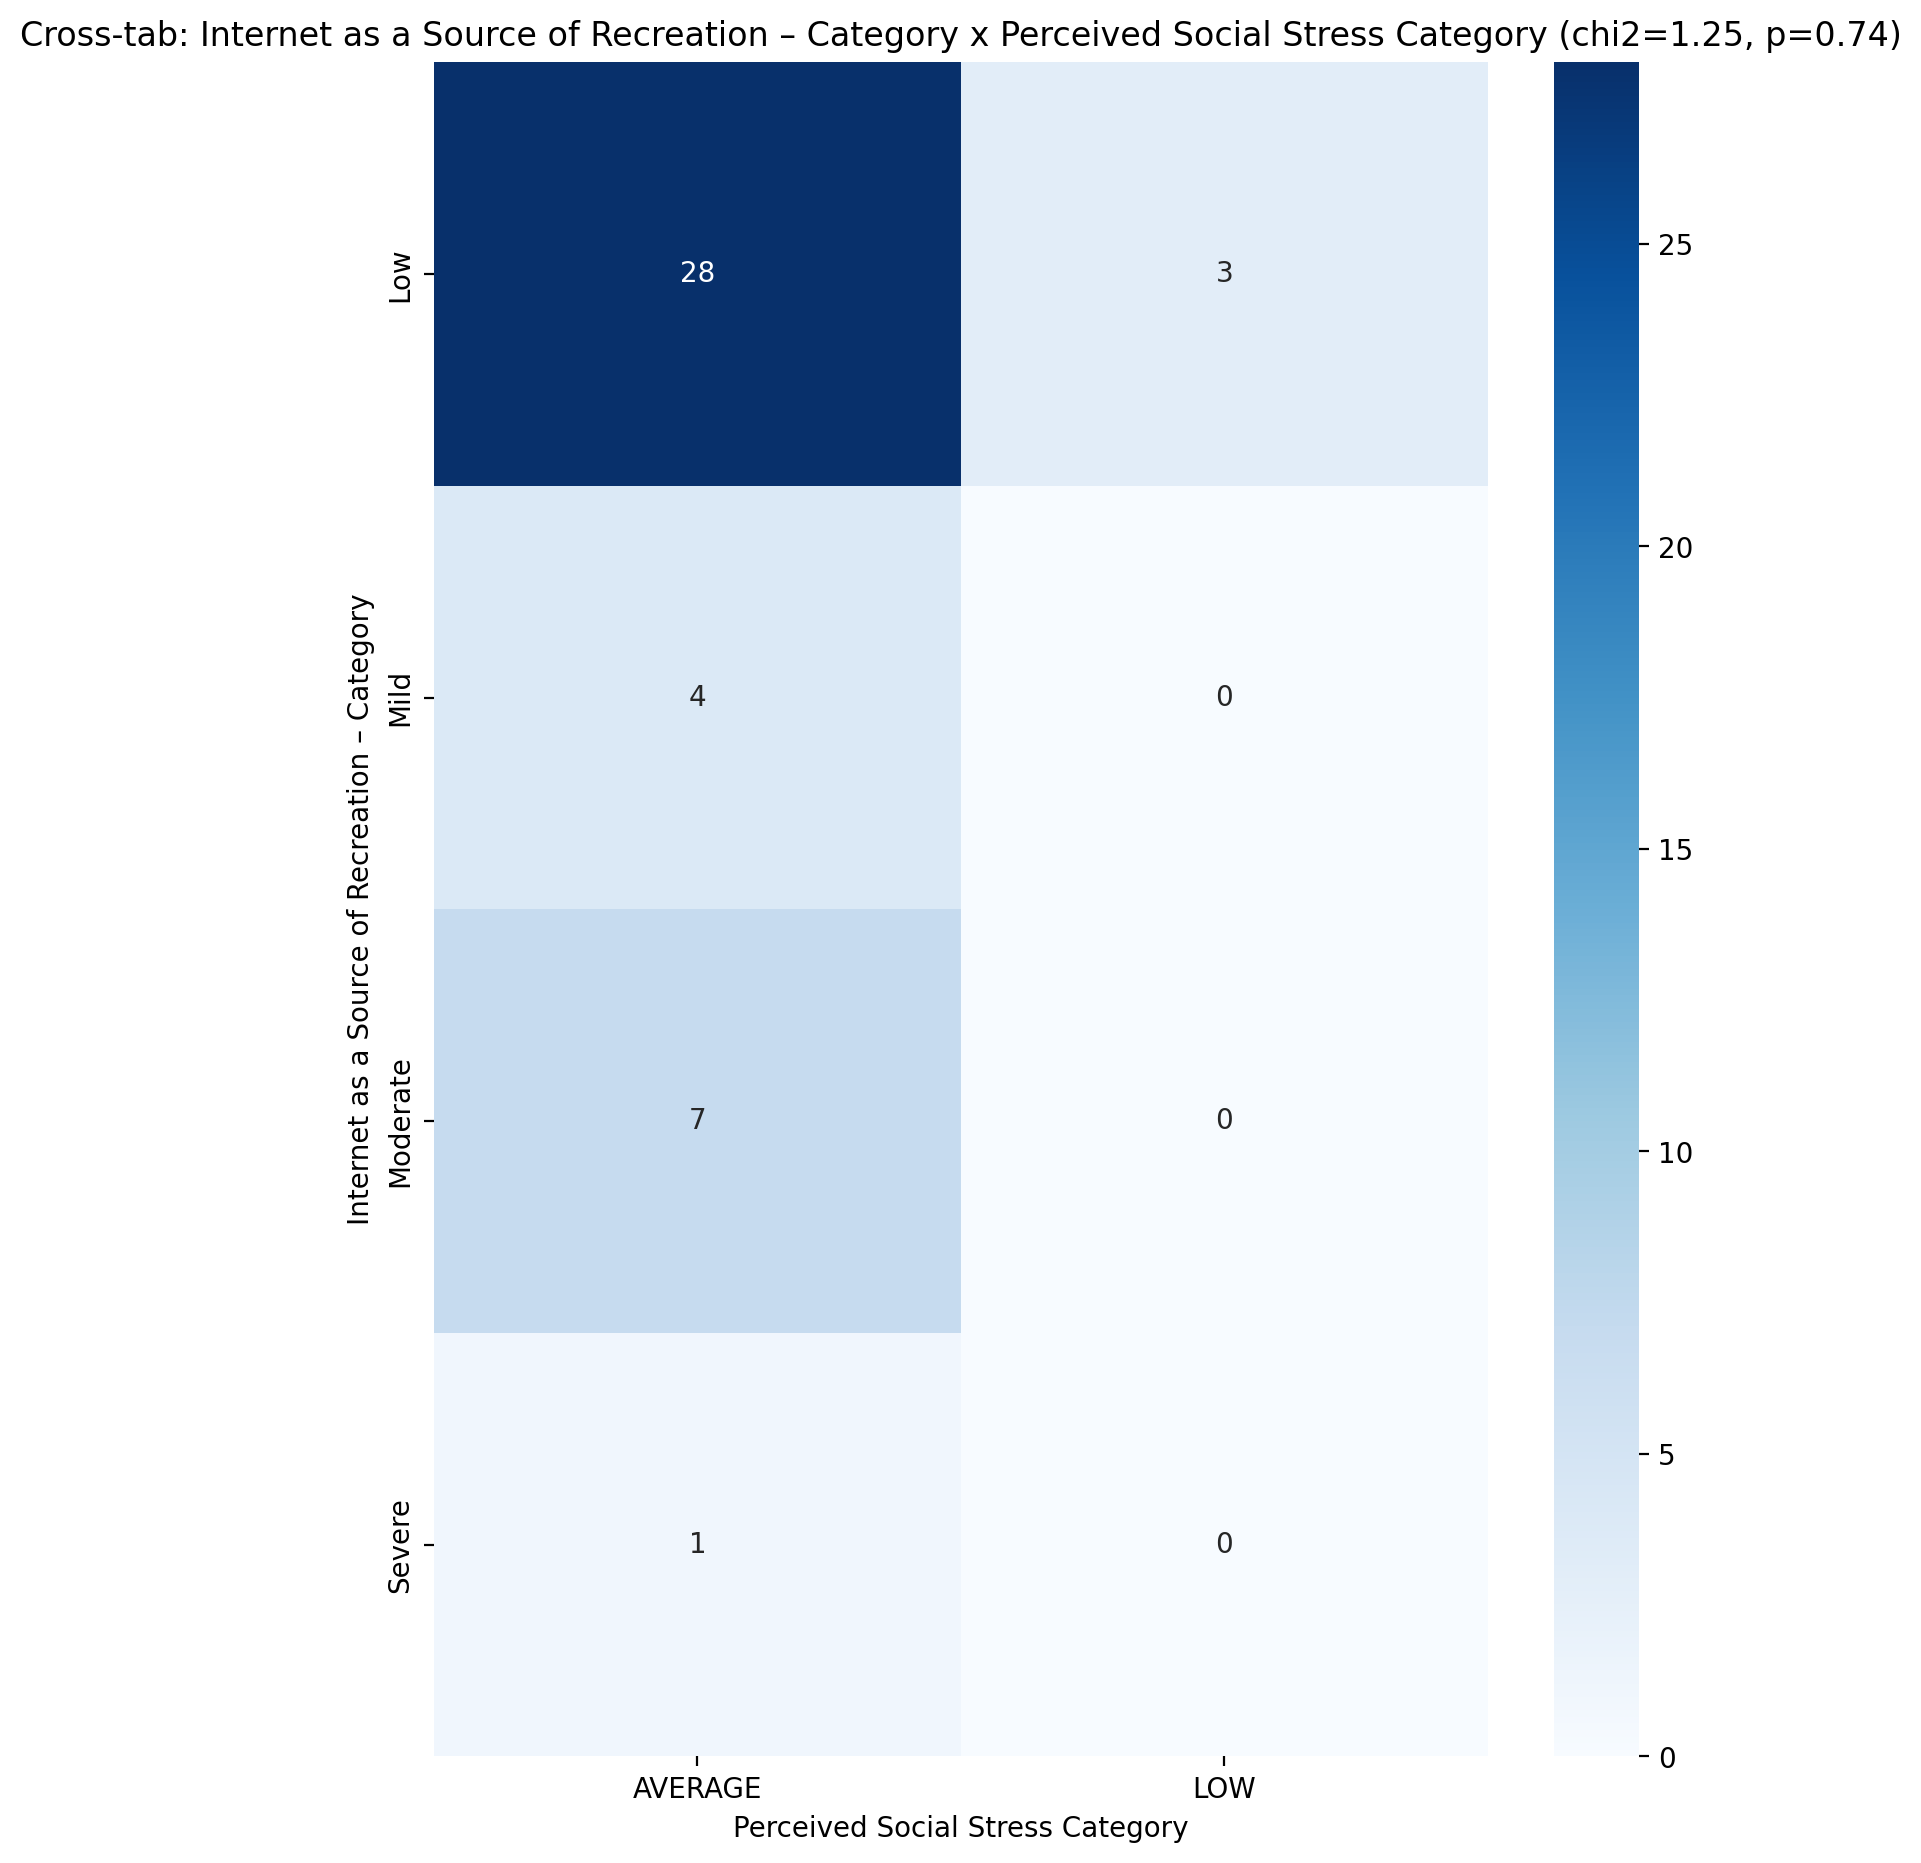 Cross-tab: Internet as a Source of Recreation – Category x Perceived Social Stress Category (chi2=1.25, p=0.74)
Internet as a Source of Recreation – Category
Low
28
3
Mild
4
0
Moderate
7
0
Severe
1
0
AVERAGE
LOW
Perceived Social Stress Category
25
20
15
10
5
0